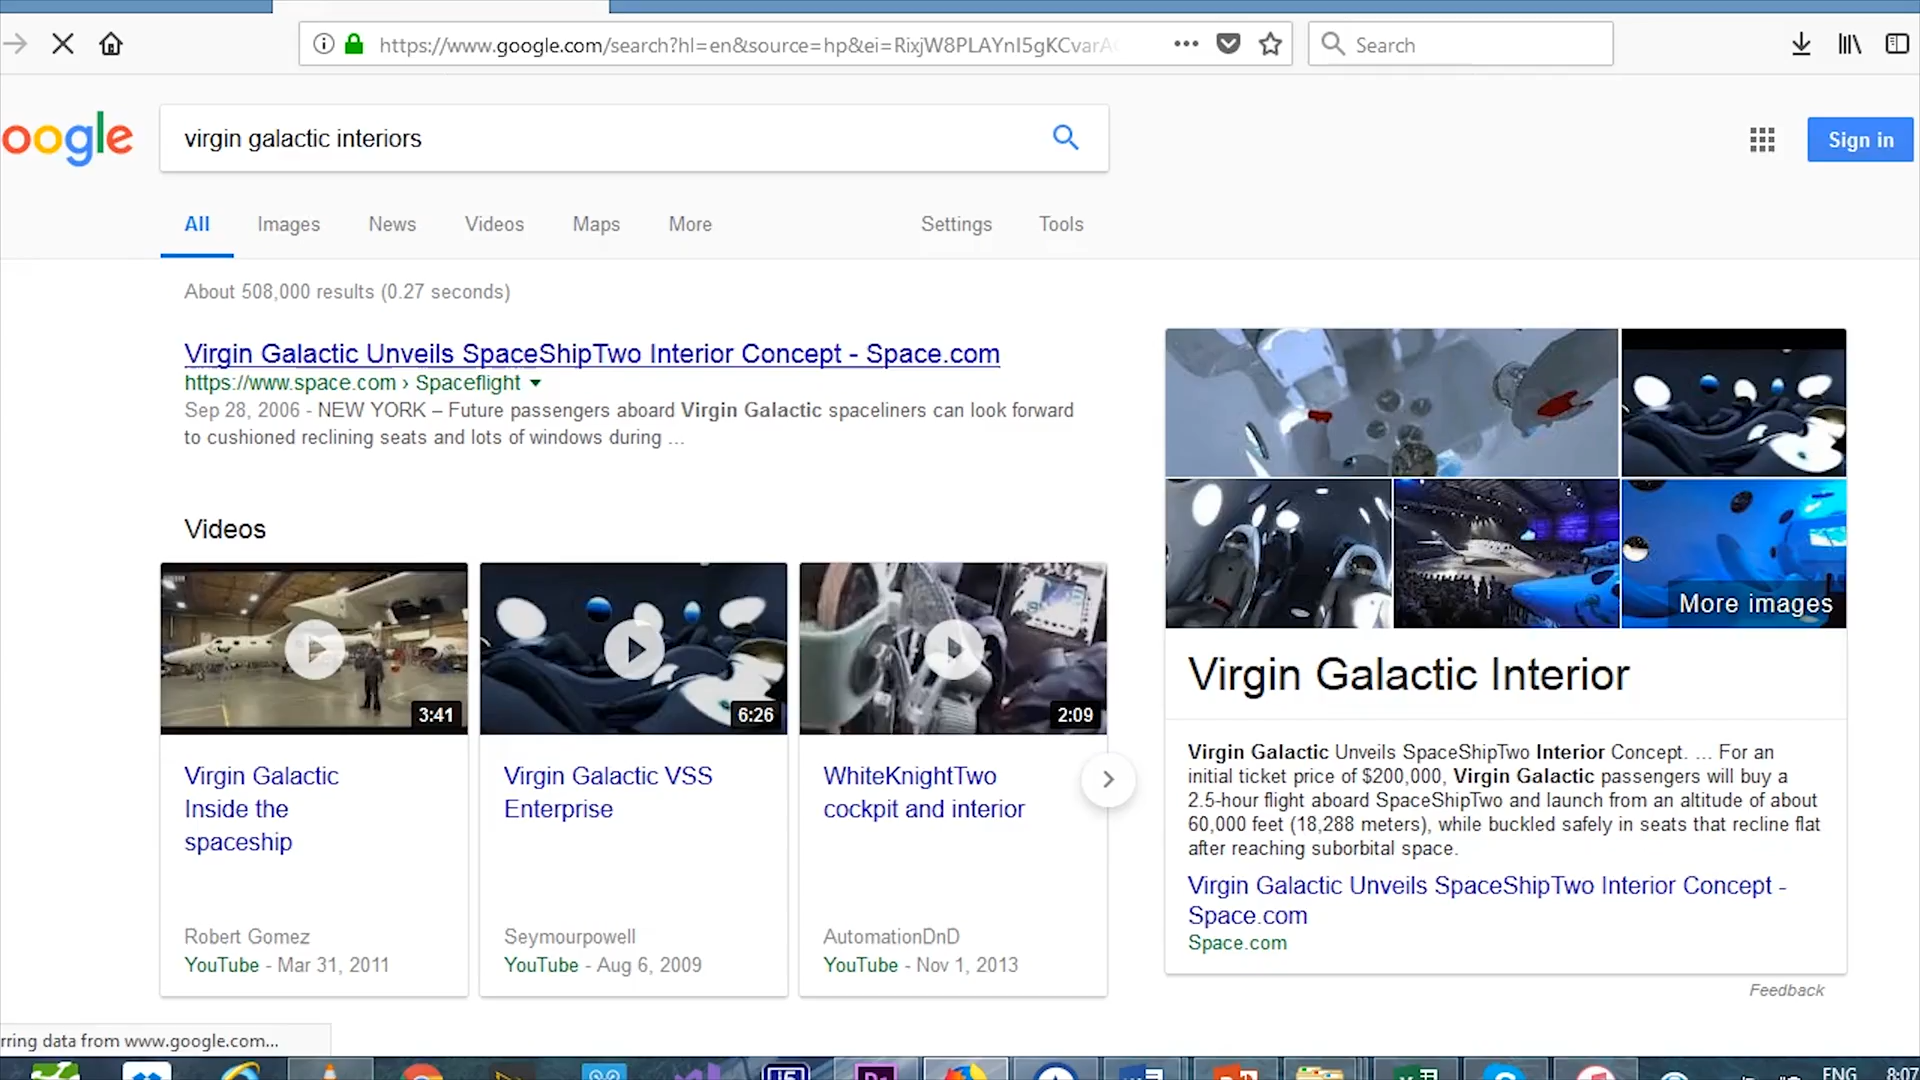 https://www.google.com/search?hl=en&source=hp&ei=RixjW8PLAYnI5gKCvarA
Search
oogle
virgin galactic interiors
Sign in
All Images News Videos Maps More Settings Tools
About 508,000 results (0.27 seconds)
Virgin Galactic Unveils SpaceShipTwo Interior Concept - Space.com
https://www.space.com › Spaceflight
Sep 28, 2006 - NEW YORK – Future passengers aboard Virgin Galactic spaceliners can look forward
to cushioned reclining seats and lots of windows during ...
Videos
3:41
Virgin Galactic
Inside the
spaceship
Robert Gomez
YouTube - Mar 31, 2011
6:26
Virgin Galactic VSS
Enterprise
Seymourpowell
YouTube - Aug 6, 2009
2:09
WhiteKnightTwo
cockpit and interior
AutomationDnD
YouTube - Nov 1, 2013
More images
Virgin Galactic Interior
Virgin Galactic Unveils SpaceShipTwo Interior Concept. ... For an
initial ticket price of $200,000, Virgin Galactic passengers will buy a
2.5-hour flight aboard SpaceShipTwo and launch from an altitude of about
60,000 feet (18,288 meters), while buckled safely in seats that recline flat
after reaching suborbital space.
Virgin Galactic Unveils SpaceShipTwo Interior Concept -
Space.com
Space.com
Feedback
rring data from www.google.com...
ENG 8:07